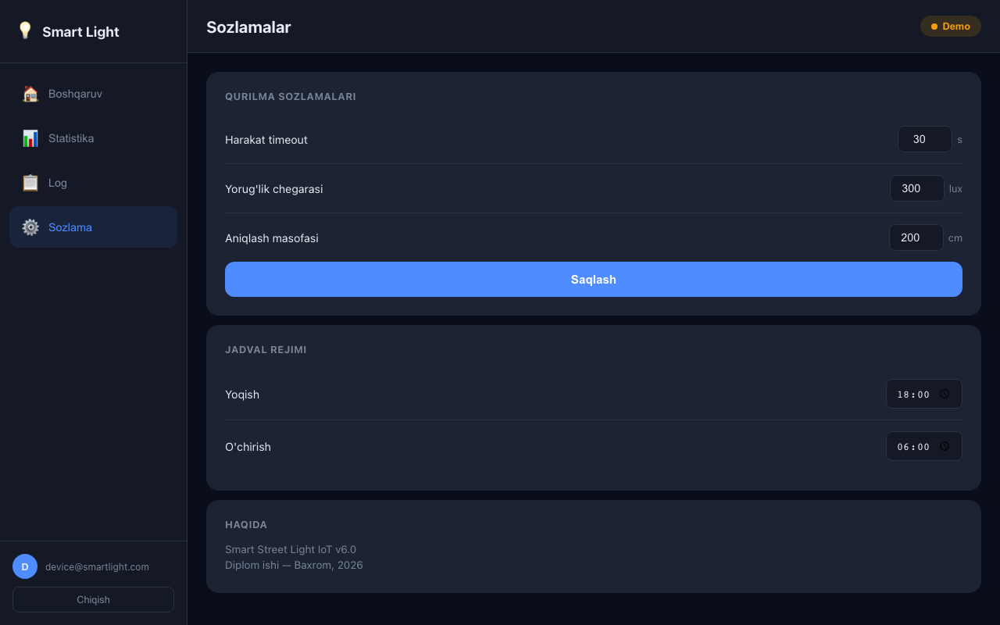 Smart Light
Boshqaruv
Statistika
Log
Sozlama
device@smartlight.com
D
Chiqish
Sozlamalar
Demo
QURILMA SOZLAMALARI
Harakat timeout 30 s
Yorug'lik chegarasi 300 lux
Aniqlash masofasi 200 cm
Saqlash
JADVAL REJIMI
Yoqish 18:00
O'chirish 06:00
HAQIDA
Smart Street Light IoT v6.0
Diplom ishi — Baxrom, 2026